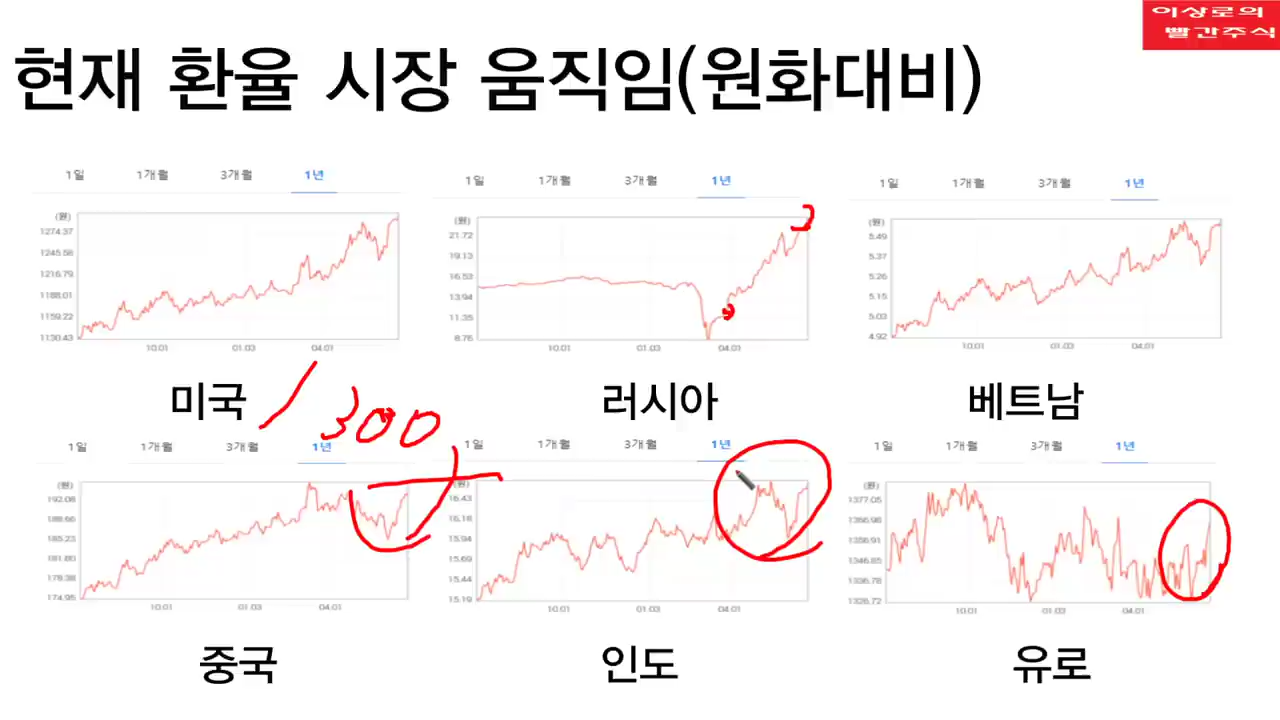 이상로의
빨간주식
현재 환율 시장 움직임(원화대비)
1일 1개월 3개월 1년
(원)
1274.37
1245.58
1216.79
1188.01
1159.22
1130.43
10.01 01.03 04.01
미국
1일 1개월 3개월 1년
(원)
21.72
19.13
16.53
13.94
11.35
8.76
10.01 01.03 04.01
러시아
1일 1개월 3개월 1년
(원)
5.49
5.37
5.26
5.15
5.03
4.92
10.01 01.03 04.01
베트남
1300
1일 1개월 3개월 1년
(원)
192.08
188.66
185.23
181.80
178.38
174.95
10.01 01.03 04.01
중국
1일 1개월 3개월 1년
(원)
16.43
16.18
15.94
15.69
15.44
15.19
10.01 01.03 04.01
인도
1일 1개월 3개월 1년
(원)
1377.05
1366.98
1356.91
1346.85
1336.78
1326.72
10.01 01.03 04.01
유로